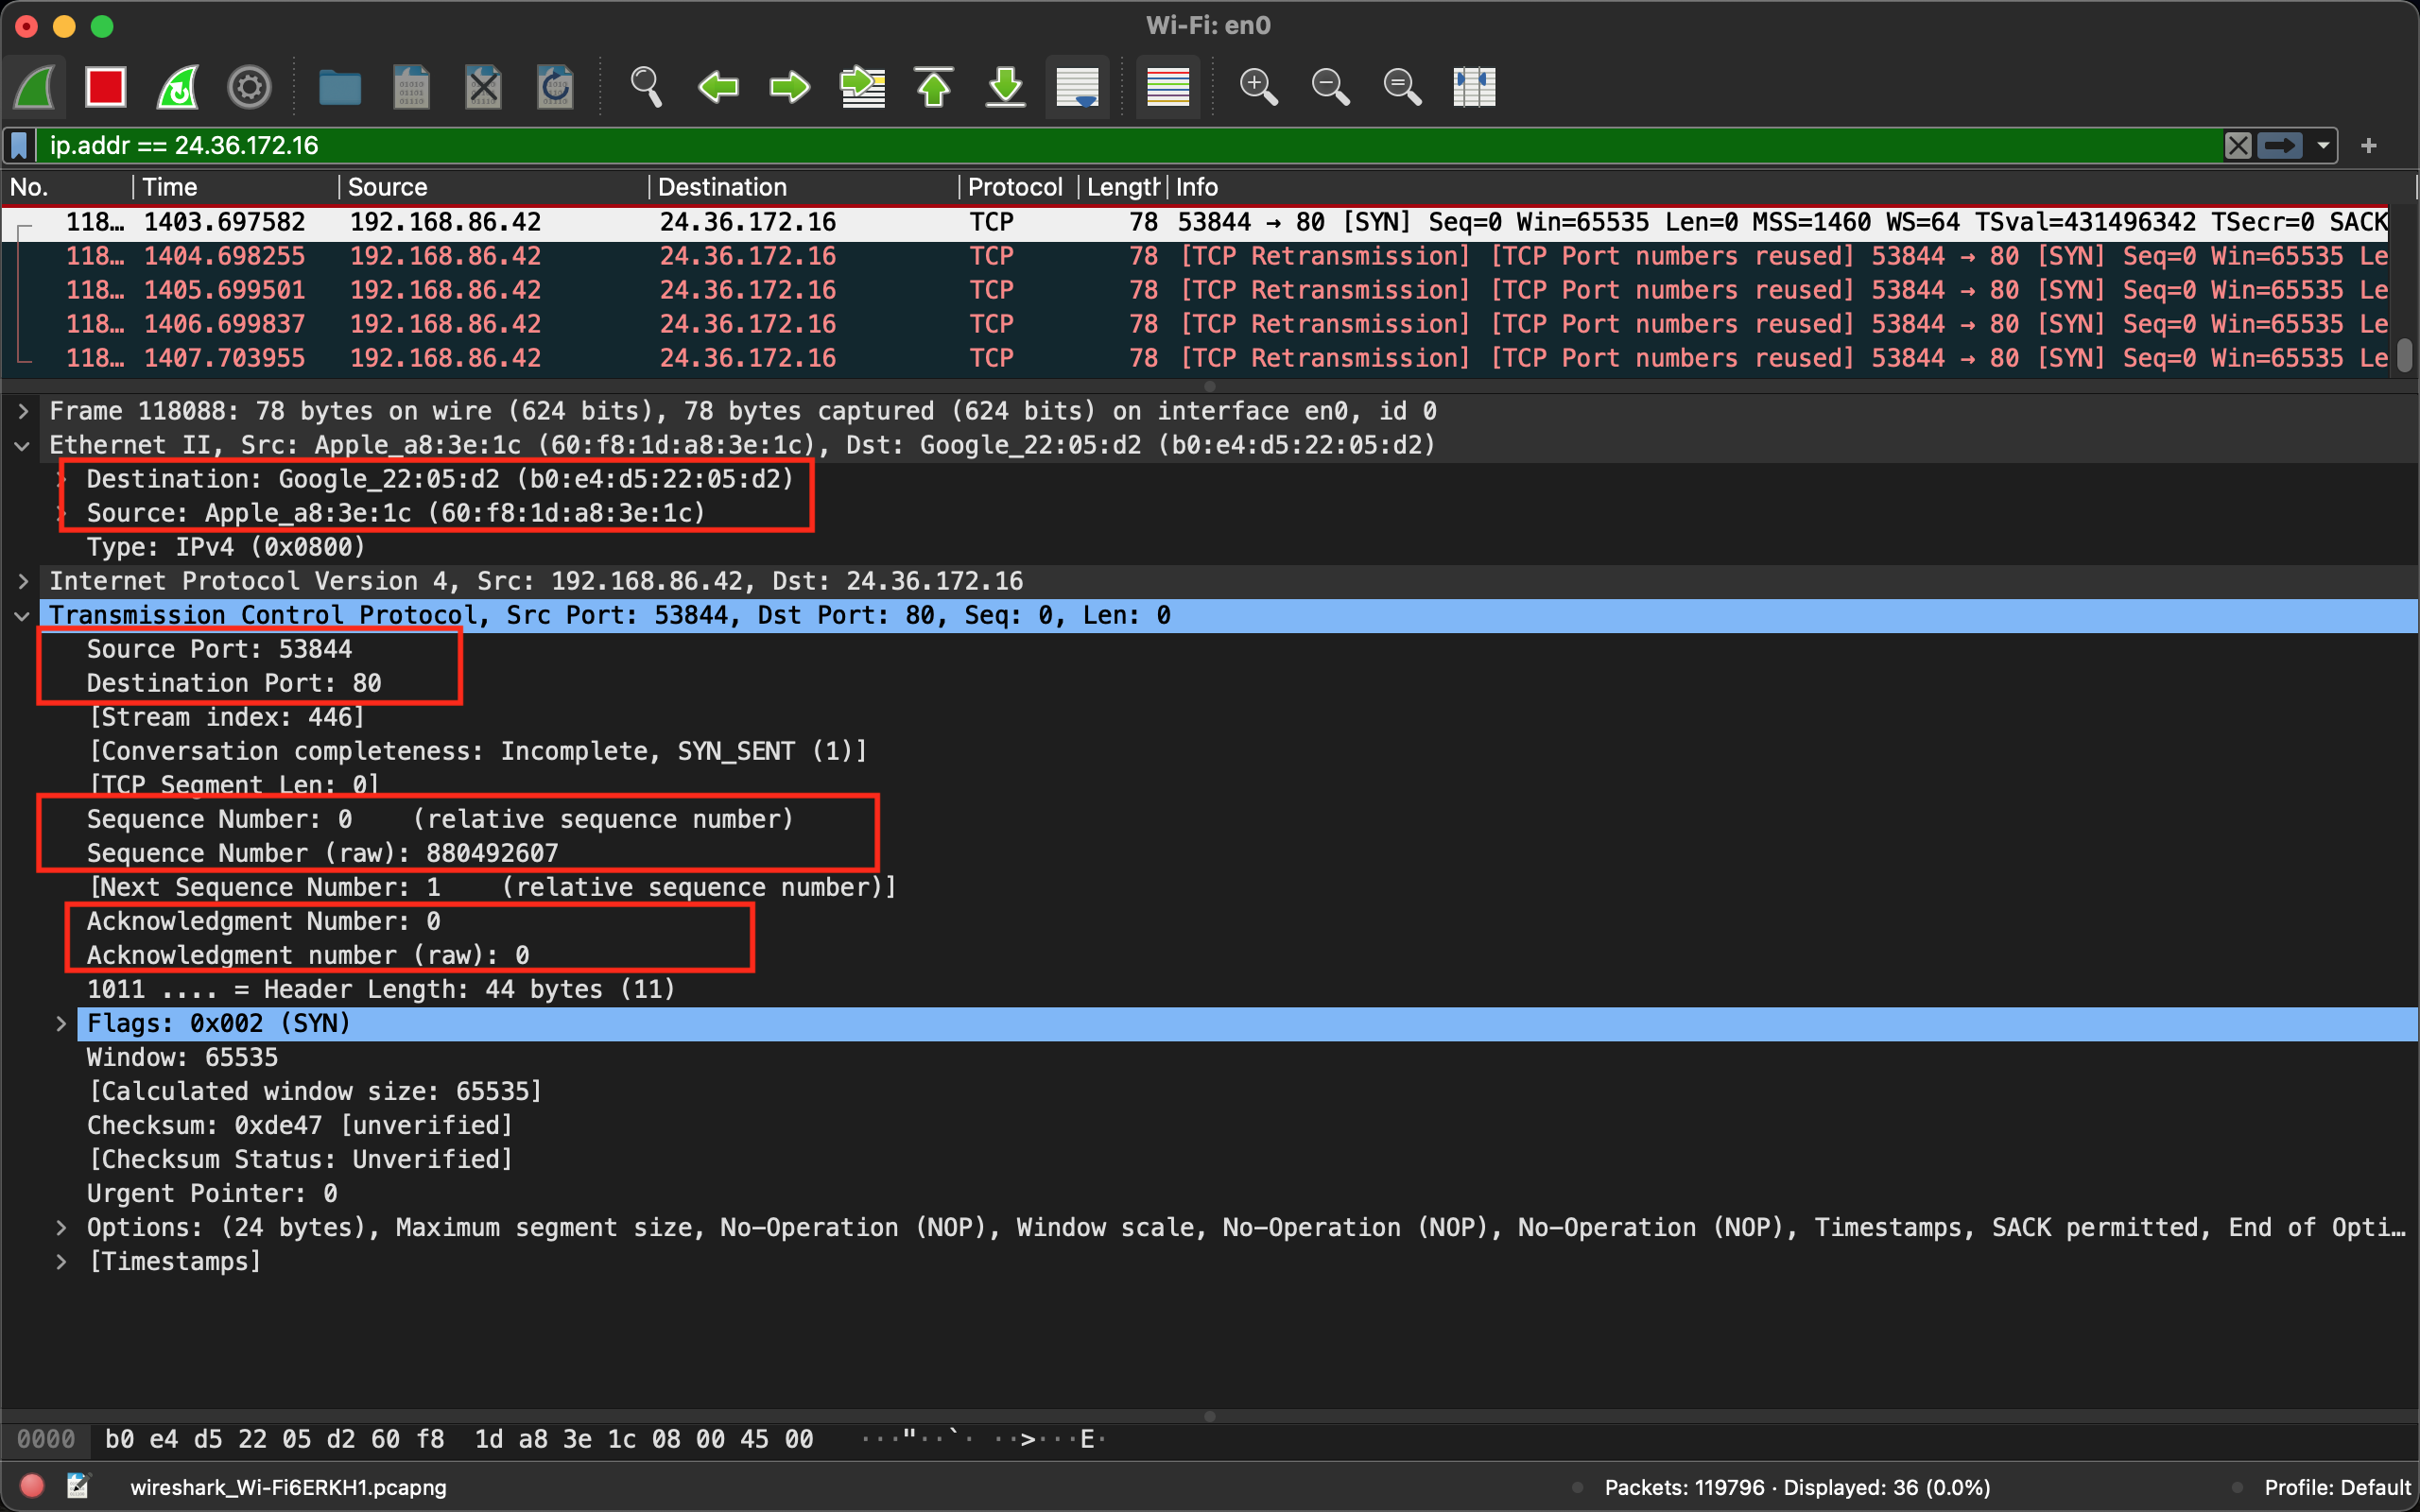 Wi-Fi: en0
ip.addr == 24.36.172.16
No. Time Source Destination Protocol Length Info
118… 1403.697582 192.168.86.42 24.36.172.16 TCP 78 53844 → 80 [SYN] Seq=0 Win=65535 Len=0 MSS=1460 WS=64 TSval=431496342 TSecr=0 SACK
118… 1404.698255 192.168.86.42 24.36.172.16 TCP 78 [TCP Retransmission] [TCP Port numbers reused] 53844 → 80 [SYN] Seq=0 Win=65535 Le
118… 1405.699501 192.168.86.42 24.36.172.16 TCP 78 [TCP Retransmission] [TCP Port numbers reused] 53844 → 80 [SYN] Seq=0 Win=65535 Le
118… 1406.699837 192.168.86.42 24.36.172.16 TCP 78 [TCP Retransmission] [TCP Port numbers reused] 53844 → 80 [SYN] Seq=0 Win=65535 Le
118… 1407.703955 192.168.86.42 24.36.172.16 TCP 78 [TCP Retransmission] [TCP Port numbers reused] 53844 → 80 [SYN] Seq=0 Win=65535 Le
Frame 118088: 78 bytes on wire (624 bits), 78 bytes captured (624 bits) on interface en0, id 0
Ethernet II, Src: Apple_a8:3e:1c (60:f8:1d:a8:3e:1c), Dst: Google_22:05:d2 (b0:e4:d5:22:05:d2)
Destination: Google_22:05:d2 (b0:e4:d5:22:05:d2)
Source: Apple_a8:3e:1c (60:f8:1d:a8:3e:1c)
Type: IPv4 (0x0800)
Internet Protocol Version 4, Src: 192.168.86.42, Dst: 24.36.172.16
Transmission Control Protocol, Src Port: 53844, Dst Port: 80, Seq: 0, Len: 0
Source Port: 53844
Destination Port: 80
[Stream index: 446]
[Conversation completeness: Incomplete, SYN_SENT (1)]
[TCP Segment Len: 0]
Sequence Number: 0 (relative sequence number)
Sequence Number (raw): 880492607
[Next Sequence Number: 1 (relative sequence number)]
Acknowledgment Number: 0
Acknowledgment number (raw): 0
1011 .... = Header Length: 44 bytes (11)
Flags: 0x002 (SYN)
Window: 65535
[Calculated window size: 65535]
Checksum: 0xde47 [unverified]
[Checksum Status: Unverified]
Urgent Pointer: 0
Options: (24 bytes), Maximum segment size, No-Operation (NOP), Window scale, No-Operation (NOP), No-Operation (NOP), Timestamps, SACK permitted, End of Opti…
[Timestamps]
0000 b0 e4 d5 22 05 d2 60 f8 1d a8 3e 1c 08 00 45 00 ···"··`· ··>···E·
wireshark_Wi-Fi6ERKH1.pcapng Packets: 119796 · Displayed: 36 (0.0%) Profile: Default